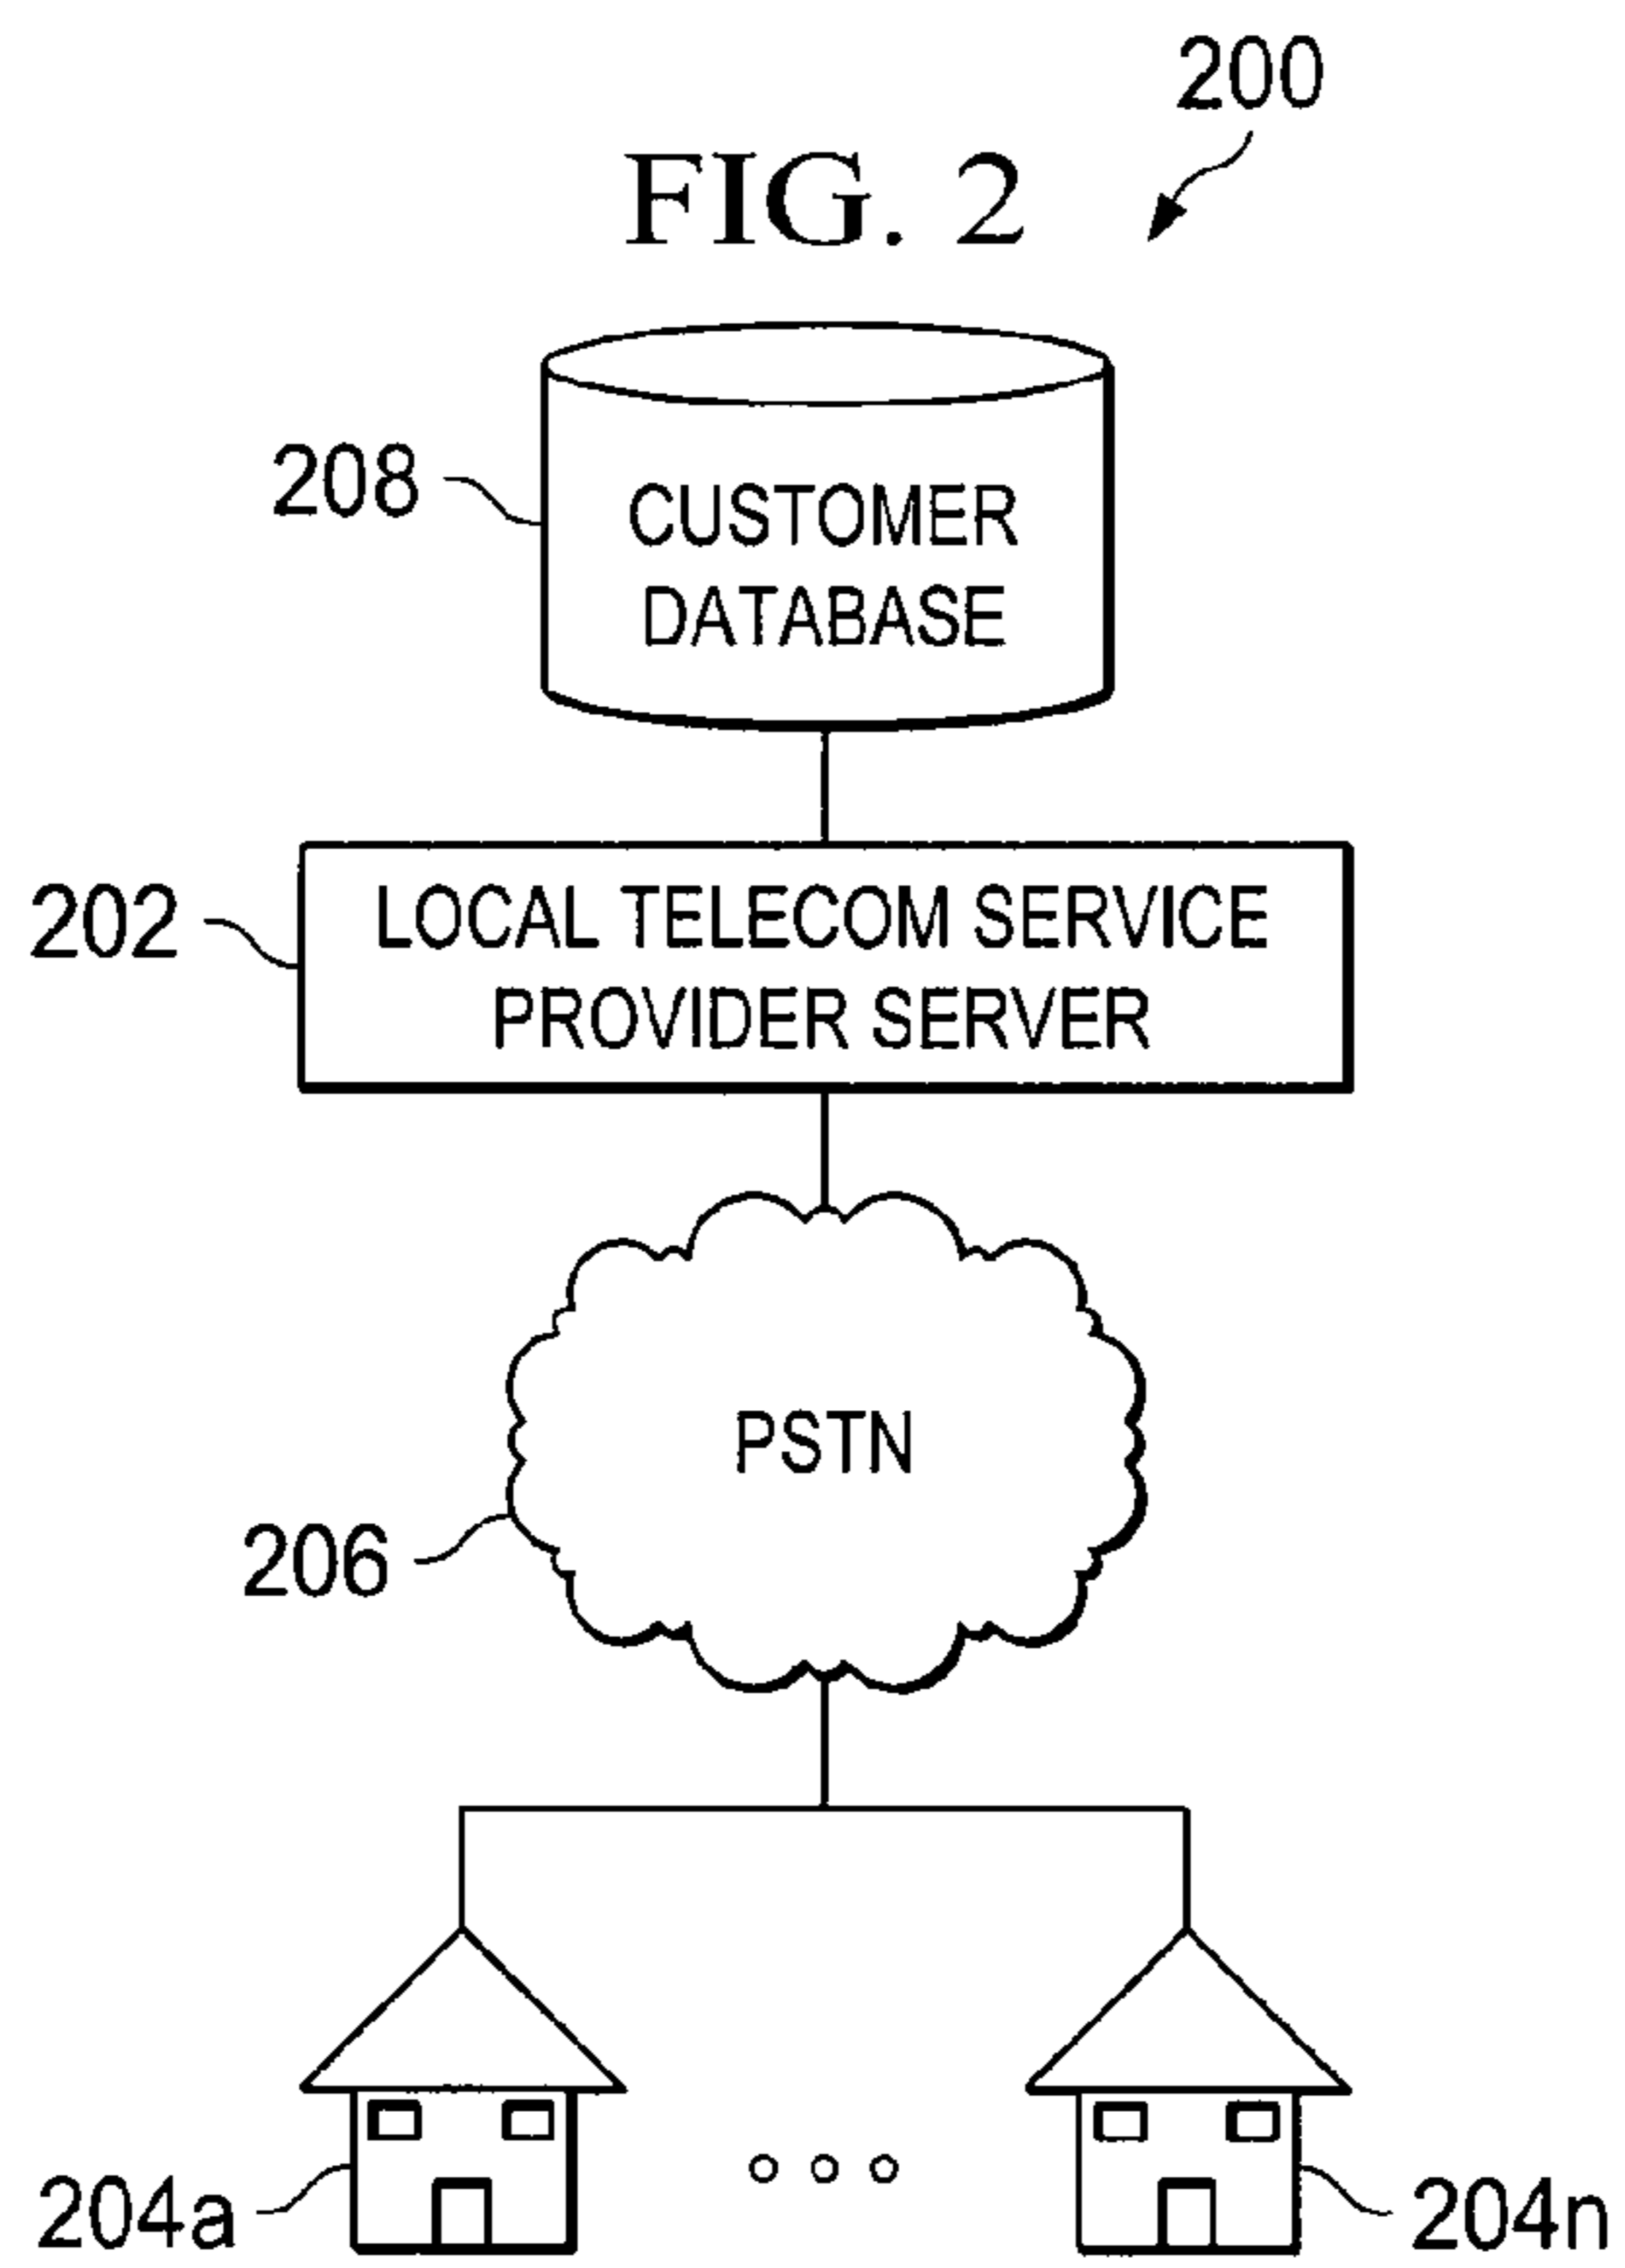 200
FIG. 2
208
CUSTOMER
DATABASE
202
LOCAL TELECOM SERVICE
PROVIDER SERVER
PSTN
206
204a
204n